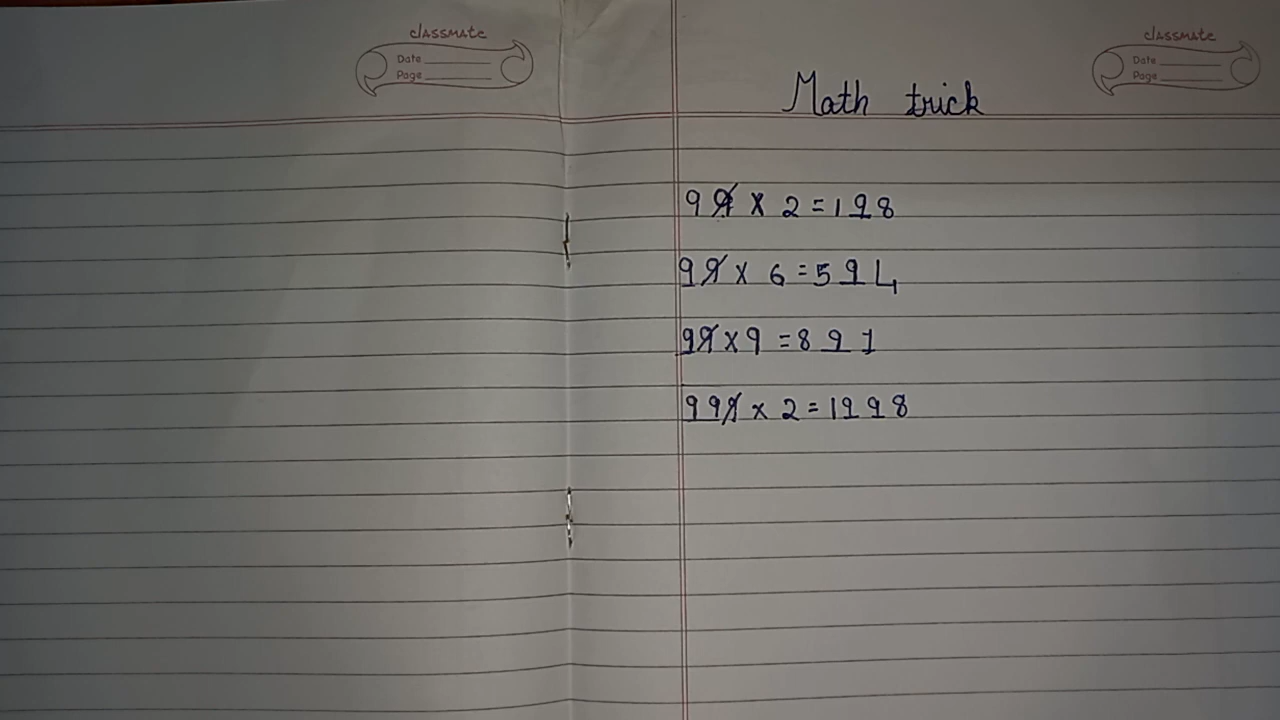 classmate
Date
Page
classmate
Date
Page
Math trick
99 x 2 = 198
99 x 6 = 594
99 x 9 = 891
999 x 2 = 1998